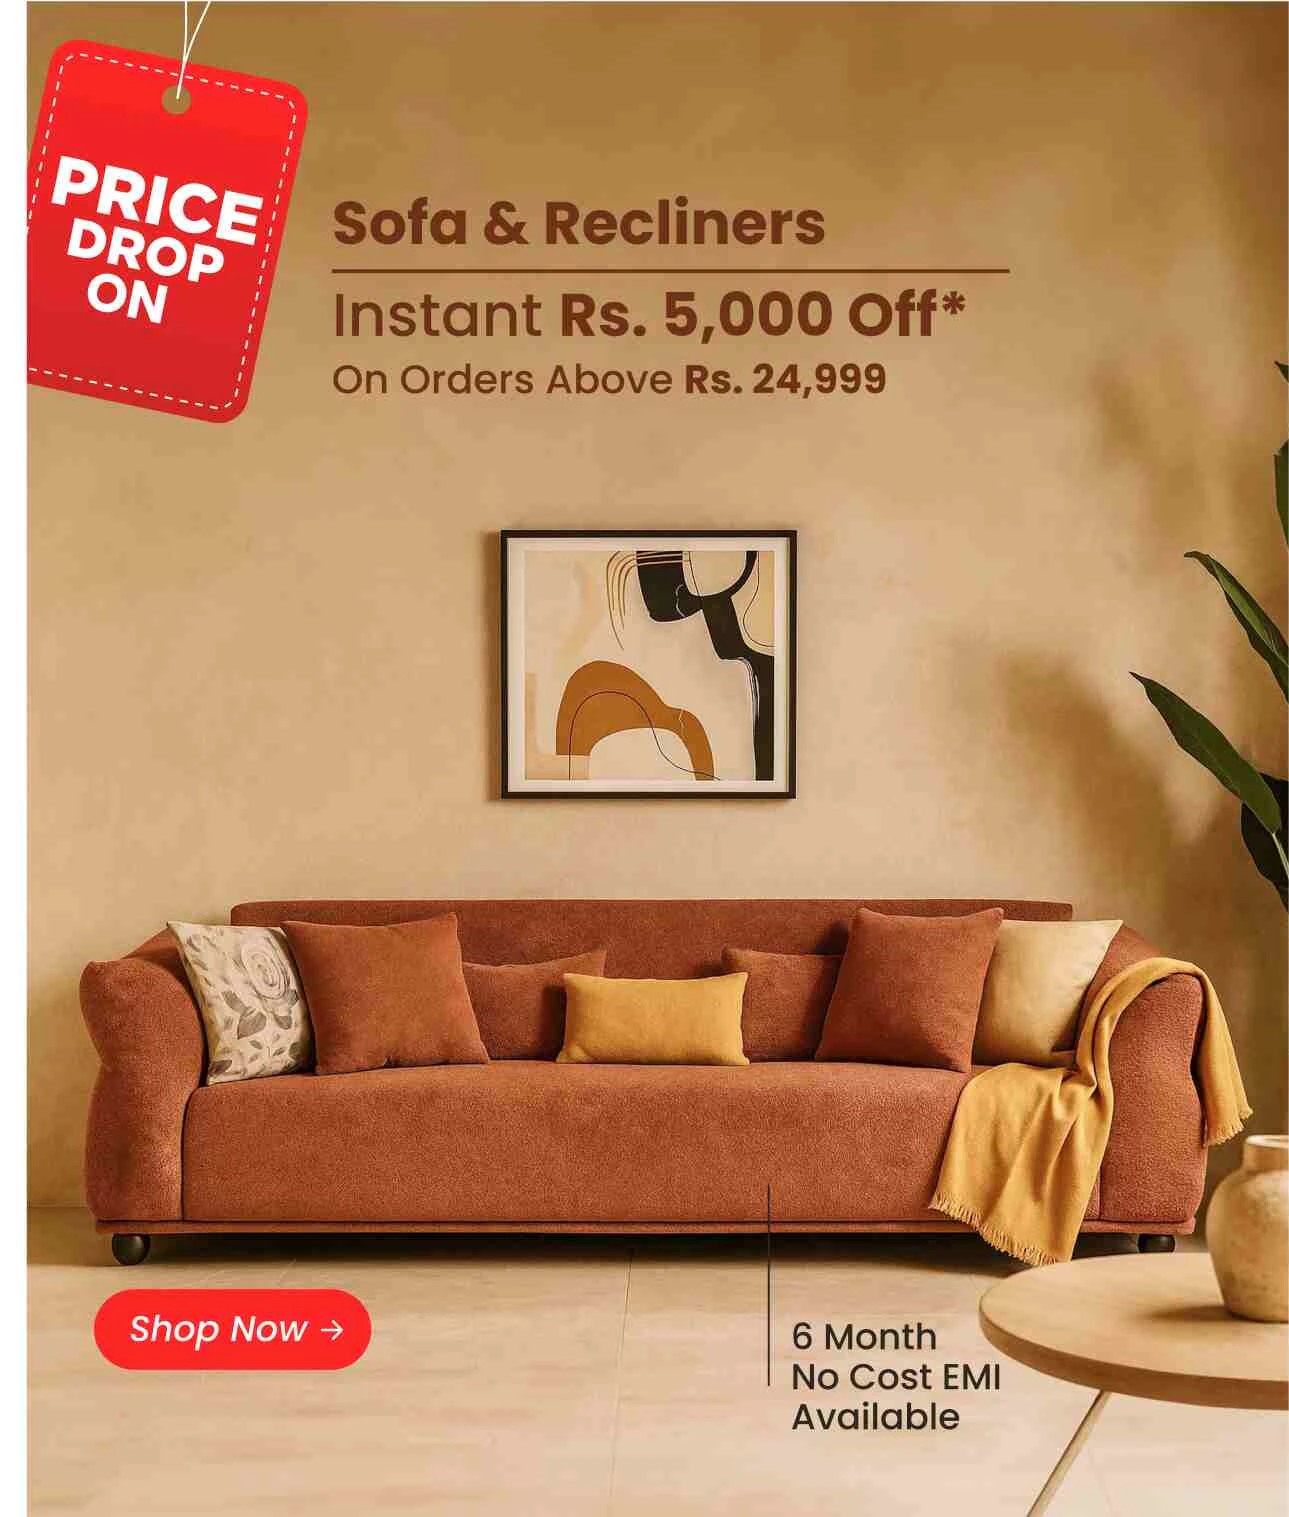 PRICE
DROP
ON
Sofa & Recliners
Instant Rs. 5,000 Off*
On Orders Above Rs. 24,999
Shop Now →
6 Month
No Cost EMI
Available